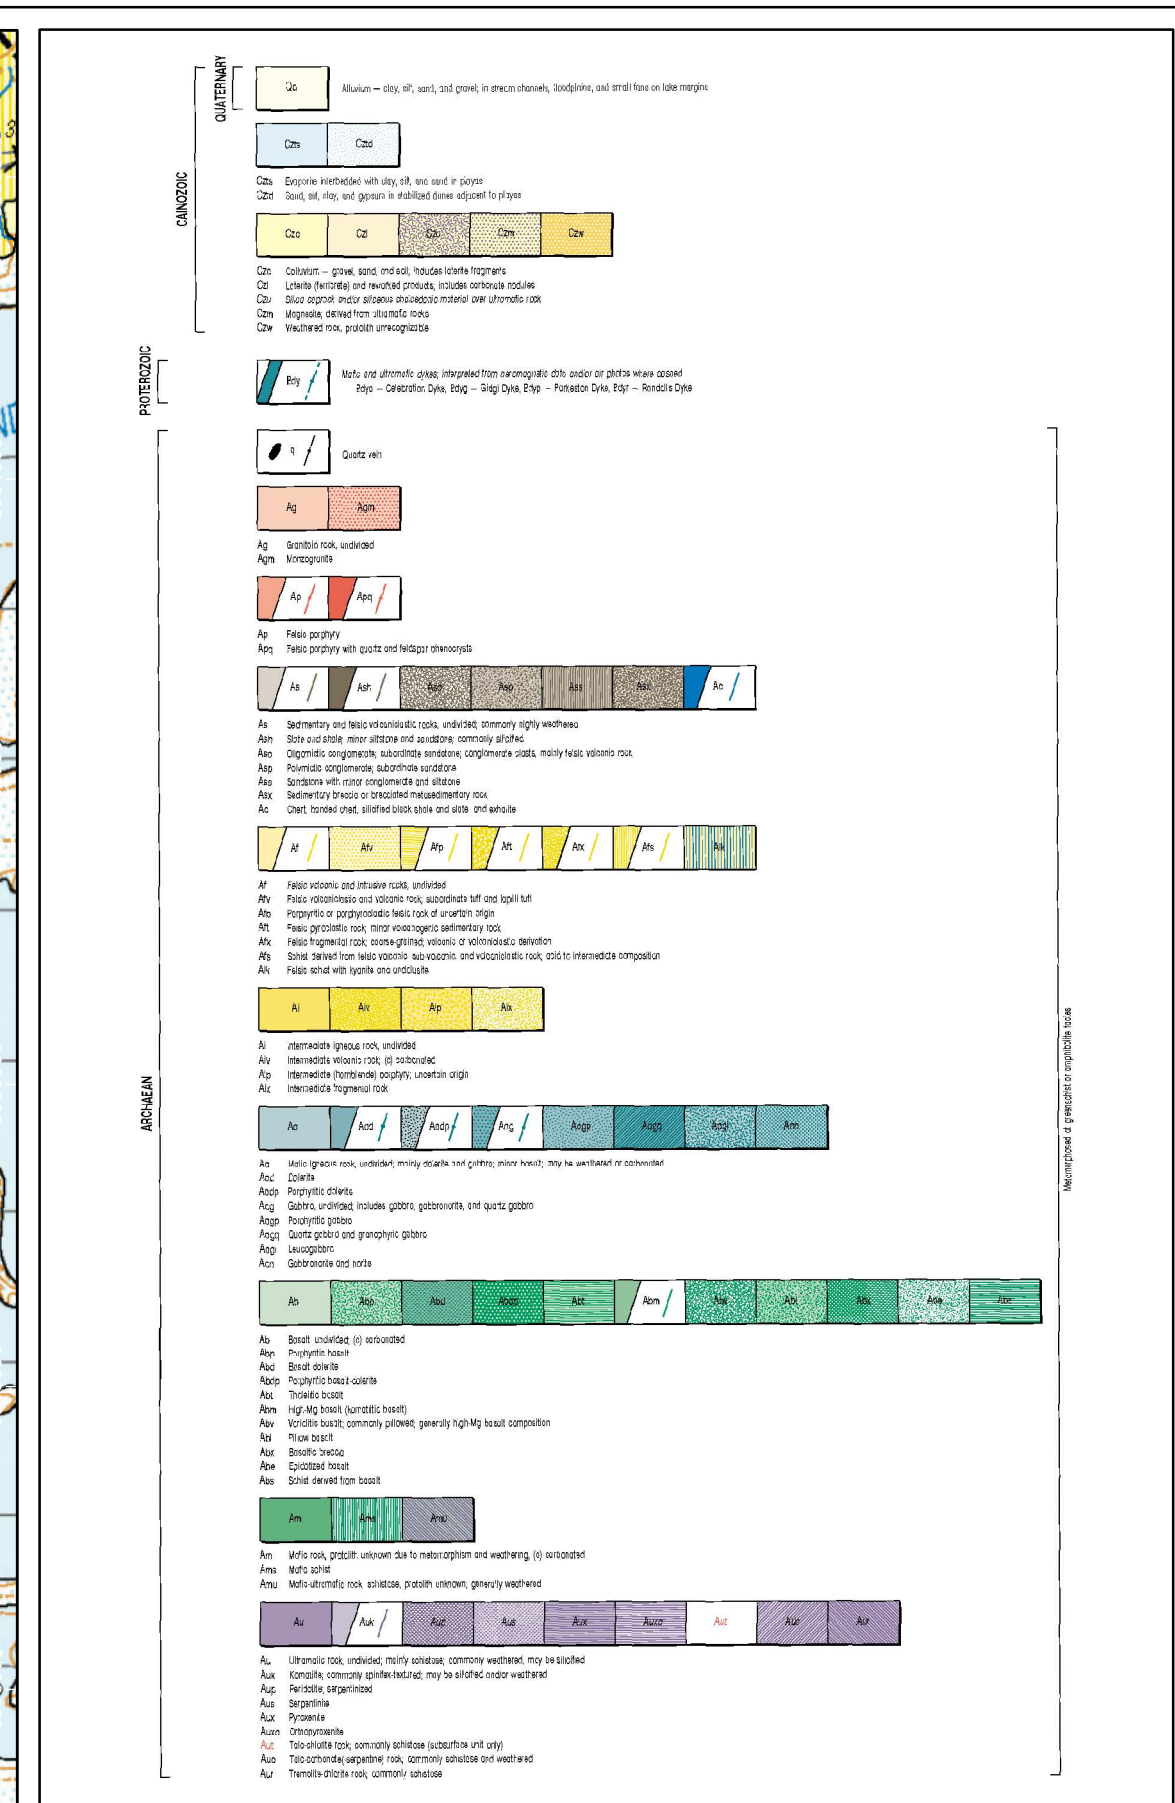 QUATERNARY
CAINOZOIC
Qa
Alluvium — clay, silt, sand, and gravel; in stream channels, floodplains, and small fans on lake margins
Czts Cztd
Czts Evaporite interbedded with clay, silt, and sand in playas
Cztd Sand, silt, clay, and gypsum in stabilized dunes adjacent to playas
Czc Czl Czu Czm Czw
Czc Colluvium — gravel, sand, and soil; includes laterite fragments
Czl Laterite (ferricrete) and reworked products; includes carbonate nodules
Czu Silica caprock and/or siliceous chalcedonic material over ultramafic rock
Czm Magnesite; derived from ultramafic rocks
Czw Weathered rock, protolith unrecognizable
PROTEROZOIC
Edy
Mafic and ultramafic dykes; interpreted from aeromagnetic data and/or air photos where dashed
Edyc — Celebration Dyke, Edyg — Gidgi Dyke, Edyp — Parkeston Dyke, Edyr — Randalls Dyke
ARCHAEAN
q
Quartz vein
Ag Agm
Ag Granitoid rock, undivided
Agm Monzogranite
Ap Apq
Ap Felsic porphyry
Apq Felsic porphyry with quartz and feldspar phenocrysts
As Ash Aso Asp Ass Asx Ac
As Sedimentary and felsic volcaniclastic rocks, undivided; commonly highly weathered
Ash Slate and shale; minor siltstone and sandstone; commonly silicified
Aso Oligomictic conglomerate; subordinate sandstone; conglomerate clasts, mainly felsic volcanic rock
Asp Polymictic conglomerate; subordinate sandstone
Ass Sandstone with minor conglomerate and siltstone
Asx Sedimentary breccia or brecciated metasedimentary rock
Ac Chert, banded chert, silicified black shale and slate, and exhalite
Af Afv Afp Aft Afx Afs Alk
Af Felsic volcanic and intrusive rocks, undivided
Afv Felsic volcaniclastic and volcanic rock; subordinate tuff and lapilli tuff
Afp Porphyritic or porphyroclastic felsic rock of uncertain origin
Aft Felsic pyroclastic rock; minor volcanogenic sedimentary rock
Afx Felsic fragmental rock; coarse-grained; volcanic or volcaniclastic derivation
Afs Schist derived from felsic volcanic, sub-volcanic, and volcaniclastic rock; acid to intermediate composition
Alk Felsic schist with kyanite and andalusite
Ai Aiv Aip Aix
Ai Intermediate igneous rock, undivided
Aiv Intermediate volcanic rock; (c) carbonated
Aip Intermediate (hornblende) porphyry; uncertain origin
Aix Intermediate fragmental rock
Ao Aod Aodp Aog Aogp Aogq Aogl Aon
Ao Mafic igneous rock, undivided; mainly dolerite and gabbro; minor basalt; may be weathered or carbonated
Aod Dolerite
Aodp Porphyritic dolerite
Aog Gabbro, undivided; includes gabbro, gabbronorite, and quartz gabbro
Aogp Porphyritic gabbro
Aogq Quartz gabbro and granophyric gabbro
Aogl Leucogabbro
Aon Gabbronorite and norite
Ab Abp Abd Abdp Abt Abm Abv Abi Abx Abe Abs
Ab Basalt, undivided; (c) carbonated
Abp Porphyritic basalt
Abd Basalt dolerite
Abdp Porphyritic basalt-dolerite
Abt Tholeiitic basalt
Abm High-Mg basalt (komatiitic basalt)
Abv Variolitic basalt; commonly pillowed; generally high-Mg basalt composition
Abi Pillow basalt
Abx Basaltic breccia
Abe Epidotized basalt
Abs Schist derived from basalt
Am Ams Amu
Am Mafic rock, protolith unknown due to metamorphism and weathering, (c) carbonated
Ams Mafic schist
Amu Mafic-ultramafic rock, schistose, protolith unknown; generally weathered
Au Auk Aup Aus Aux Auxo Aut Auc Aur
Au Ultramafic rock, undivided; mainly schistose; commonly weathered, may be silicified
Auk Komatiite; commonly spinifex-textured; may be silicified and/or weathered
Aup Peridotite; serpentinized
Aus Serpentinite
Aux Pyroxenite
Auxo Orthopyroxenite
Aut Talc-chlorite rock; commonly schistose (subsurface unit only)
Auc Talc-carbonate(-serpentine) rock; commonly schistose and weathered
Aur Tremolite-chlorite rock; commonly schistose
Metamorphosed at greenschist or amphibolite facies